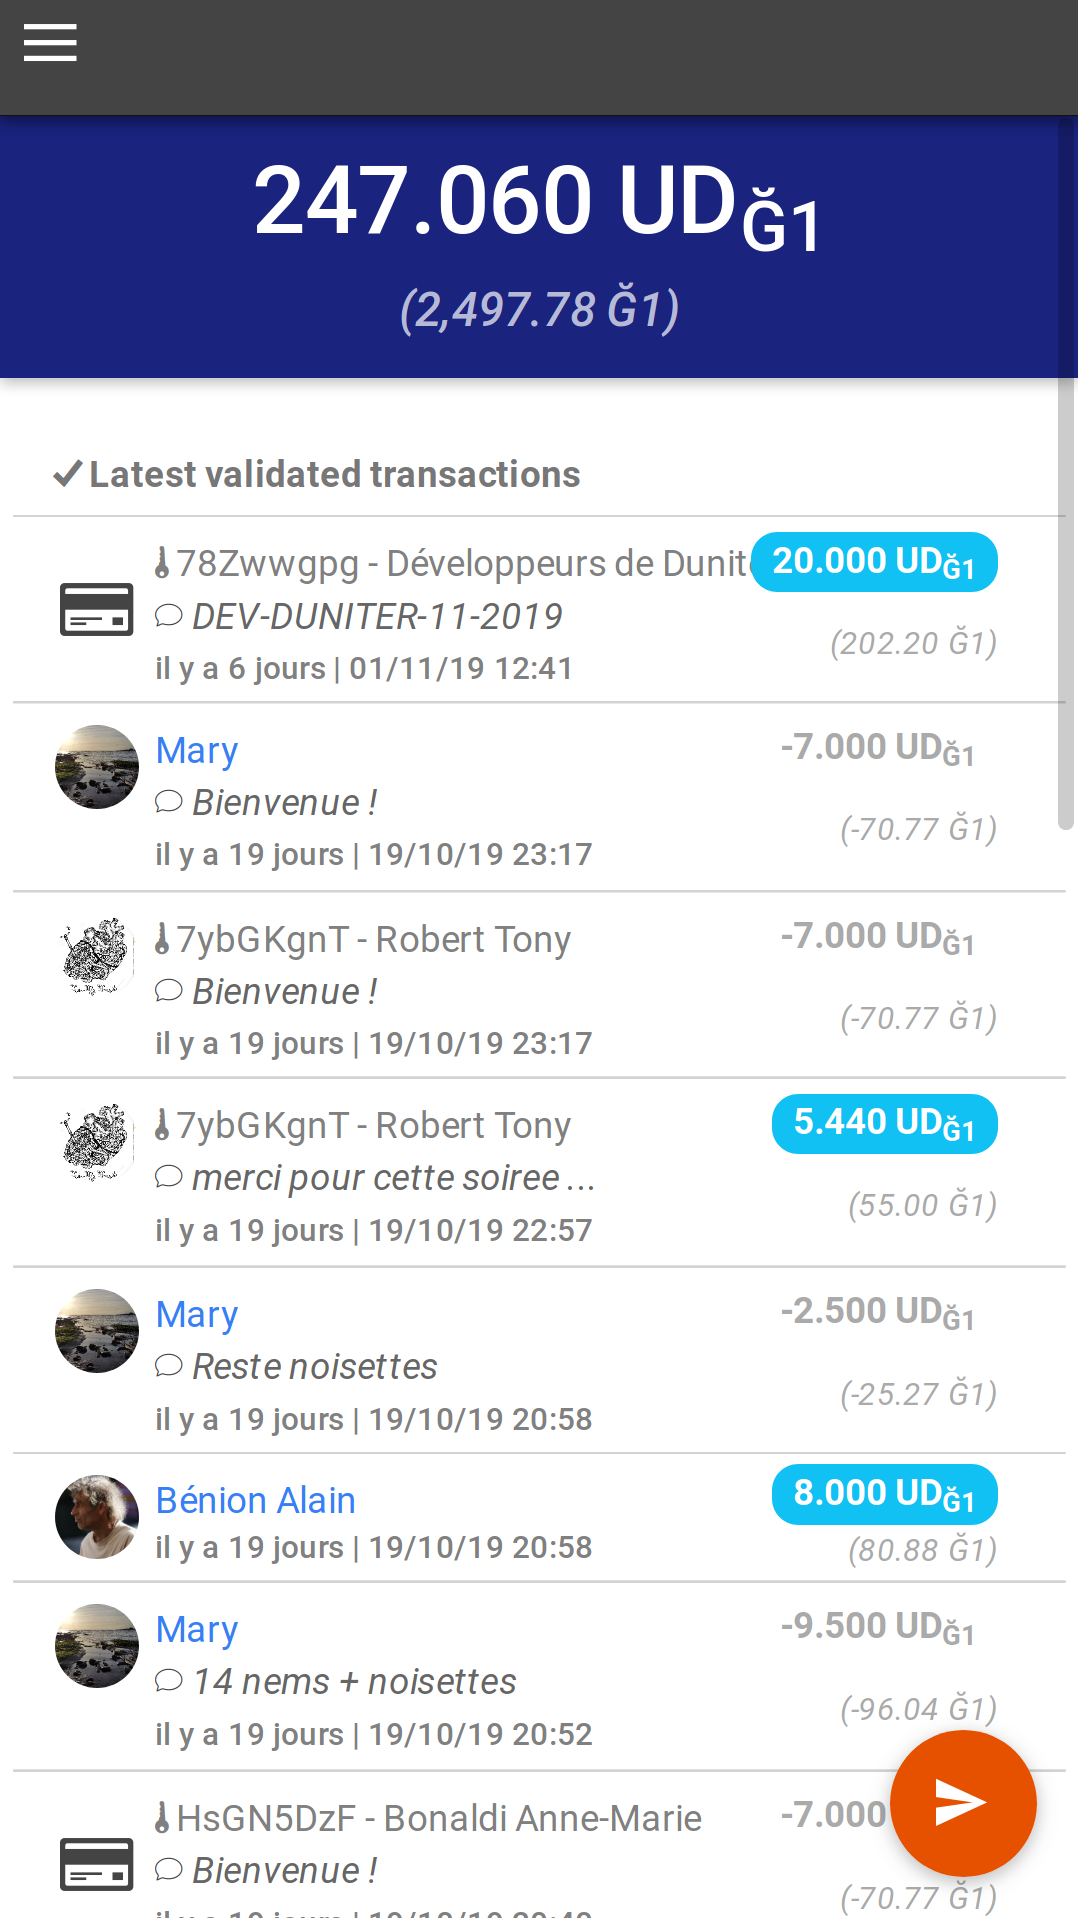 247.060 UDĞ1
(2,497.78 Ğ1)
Latest validated transactions
78Zwwgpg - Développeurs de Dunit
20.000 UDĞ1
DEV-DUNITER-11-2019
(202.20 Ğ1)
il y a 6 jours | 01/11/19 12:41
Mary
-7.000 UDĞ1
Bienvenue !
(-70.77 Ğ1)
il y a 19 jours | 19/10/19 23:17
7ybGKgnT - Robert Tony
-7.000 UDĞ1
Bienvenue !
(-70.77 Ğ1)
il y a 19 jours | 19/10/19 23:17
7ybGKgnT - Robert Tony
5.440 UDĞ1
merci pour cette soiree ...
(55.00 Ğ1)
il y a 19 jours | 19/10/19 22:57
Mary
-2.500 UDĞ1
Reste noisettes
(-25.27 Ğ1)
il y a 19 jours | 19/10/19 20:58
Bénion Alain
8.000 UDĞ1
il y a 19 jours | 19/10/19 20:58
(80.88 Ğ1)
Mary
-9.500 UDĞ1
14 nems + noisettes
(-96.04 Ğ1)
il y a 19 jours | 19/10/19 20:52
HsGN5DzF - Bonaldi Anne-Marie
-7.000
Bienvenue !
(-70.77 Ğ1)